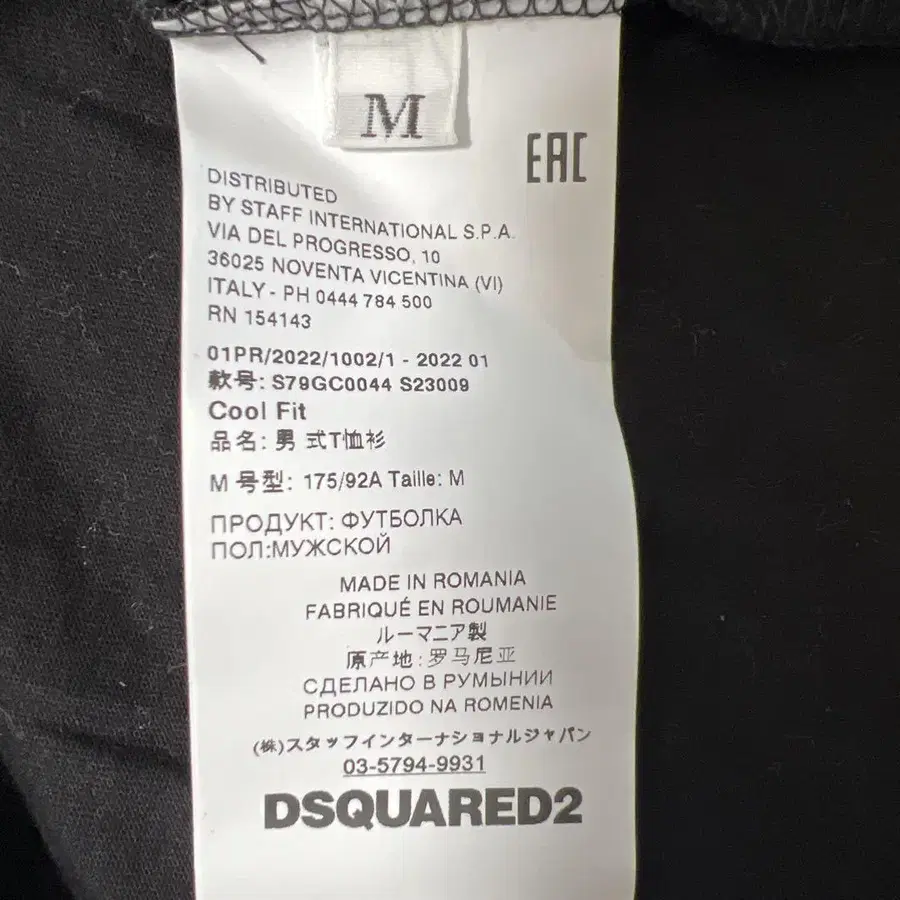 M
EAC
DISTRIBUTED
BY STAFF INTERNATIONAL S.P.A.
VIA DEL PROGRESSO, 10
36025 NOVENTA VICENTINA (VI)
ITALY - PH 0444 784 500
RN 154143
01PR/2022/1002/1 - 2022 01
款号: S79GC0044 S23009
Cool Fit
品名: 男 式T恤衫
M 号型: 175/92A Taille: M
ПРОДУКТ: ФУТБОЛКА
ПОЛ:МУЖСКОЙ
MADE IN ROMANIA
FABRIQUÉ EN ROUMANIE
ルーマニア製
原产地:罗马尼亚
СДЕЛАНО В РУМЫНИИ
PRODUZIDO NA ROMENIA
(株)スタッフインターナショナルジャパン
03-5794-9931
DSQUARED2